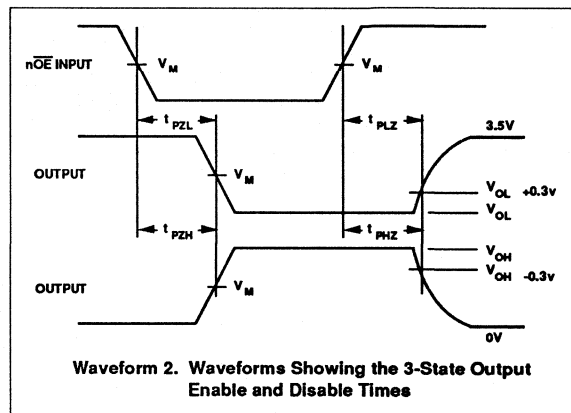 nOE INPUT
VM
VM
tPZL
tPLZ
3.5V
OUTPUT
VM
VOL +0.3v
VOL
tPZH
tPHZ
VOH
OUTPUT
VM
VOH -0.3v
0V
Waveform 2. Waveforms Showing the 3-State Output
Enable and Disable Times